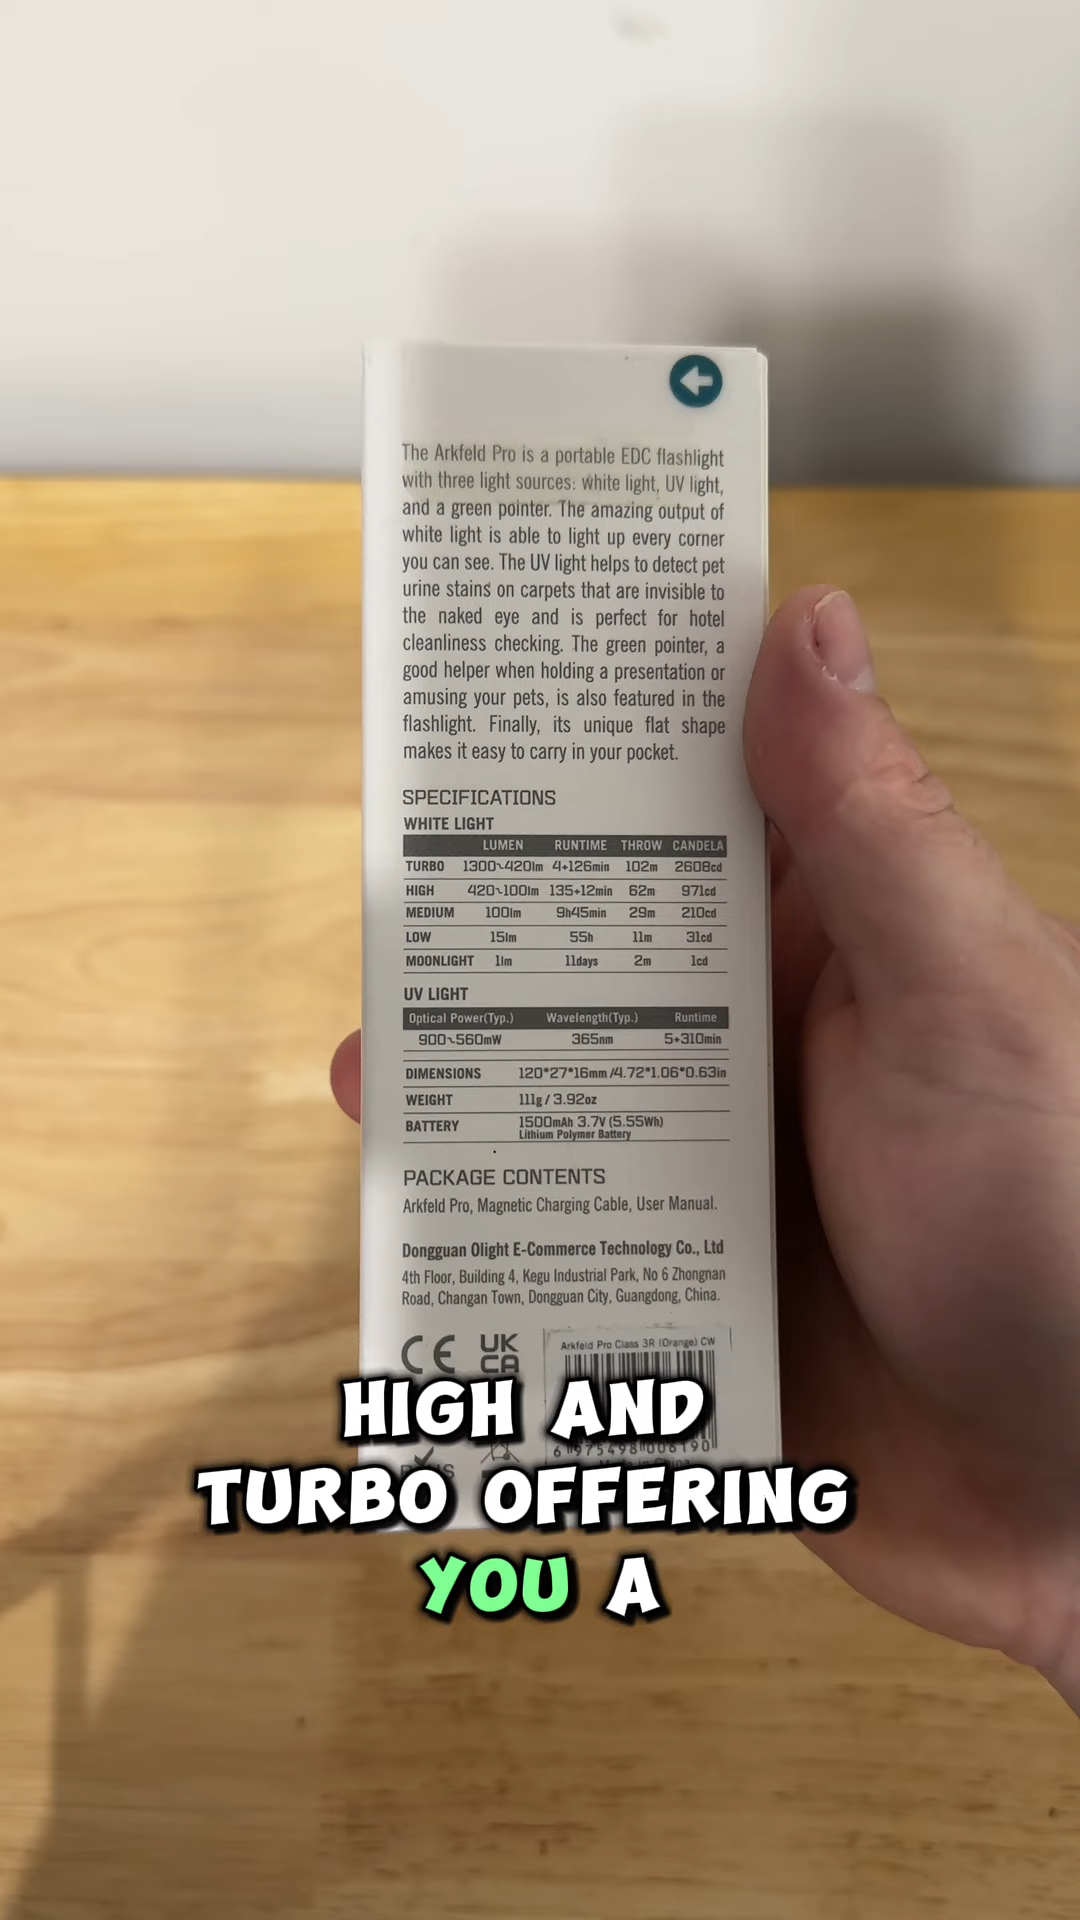 The Arkfeld Pro is a portable EDC flashlight
with three light sources: white light, UV light,
and a green pointer. The amazing output of
white light is able to light up every corner
you can see. The UV light helps to detect pet
urine stains on carpets that are invisible to
the naked eye and is perfect for hotel
cleanliness checking. The green pointer, a
good helper when holding a presentation or
amusing your pets, is also featured in the
flashlight. Finally, its unique flat shape
makes it easy to carry in your pocket.
SPECIFICATIONS
WHITE LIGHT
LUMEN RUNTIME THROW CANDELA
TURBO 1300~420lm 4+126min 102m 2608cd
HIGH 420~100lm 135+12min 62m 971cd
MEDIUM 100lm 9h45min 29m 210cd
LOW 15lm 55h 11m 31cd
MOONLIGHT 1lm 11days 2m 1cd
UV LIGHT
Optical Power(Typ.) Wavelength(Typ.) Runtime
900~560mW 365nm 5+310min
DIMENSIONS 120*27*16mm /4.72*1.06*0.63in
WEIGHT 111g / 3.92oz
BATTERY 1500mAh 3.7V (5.55Wh)
Lithium Polymer Battery
PACKAGE CONTENTS
Arkfeld Pro, Magnetic Charging Cable, User Manual.
Dongguan Olight E-Commerce Technology Co., Ltd
4th Floor, Building 4, Kegu Industrial Park, No 6 Zhongnan
Road, Changan Town, Dongguan City, Guangdong, China.
CE UK CA
Arkfeld Pro Class 3R (Orange) CW
6 975498 006190
Made in China
HIGH AND
TURBO OFFERING
YOU A